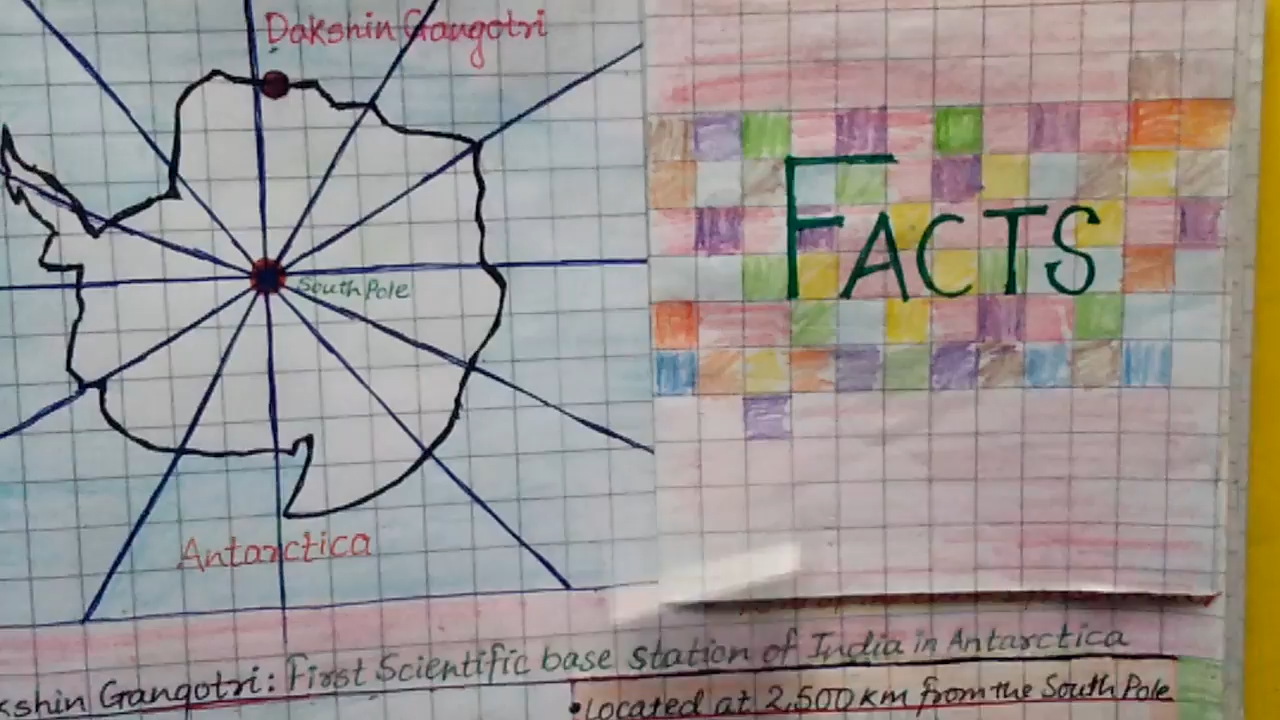 Dakshin Gangotri
South Pole
Antarctica
FACTS
kshin Gangotri: First Scientific base station of India in Antarctica
• Located at 2,500 km from the South Pole